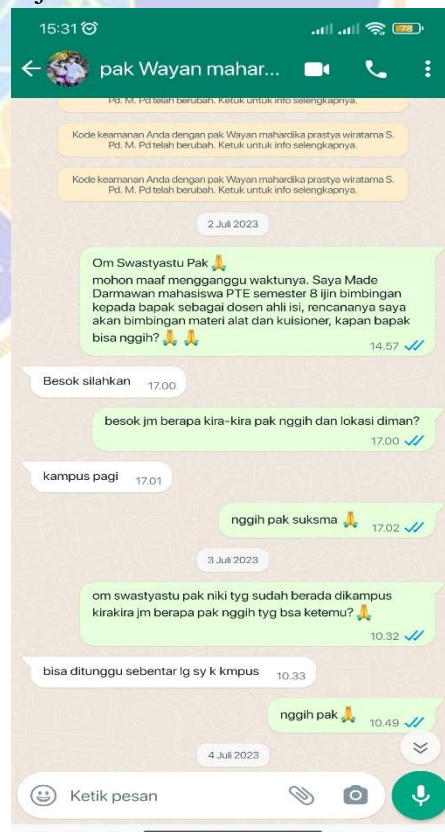 15:31
78
pak Wayan mahar...
Pd. M. Pd telah berubah. Ketuk untuk info selengkapnya.
Kode keamanan Anda dengan pak Wayan mahardika prastya wiratama S.
Pd. M. Pd telah berubah. Ketuk untuk info selengkapnya.
Kode keamanan Anda dengan pak Wayan mahardika prastya wiratama S.
Pd. M. Pd telah berubah. Ketuk untuk info selengkapnya.
2 Juli 2023
Om Swastyastu Pak 🙏
mohon maaf mengganggu waktunya. Saya Made
Darmawan mahasiswa PTE semester 8 ijin bimbingan
kepada bapak sebagai dosen ahli isi, rencananya saya
akan bimbingan materi alat dan kuisioner, kapan bapak
bisa nggih? 🙏 🙏
14.57
Besok silahkan 17.00
besok jm berapa kira-kira pak nggih dan lokasi diman?
17.00
kampus pagi 17.01
nggih pak suksma 🙏 17.02
3 Juli 2023
om swastyastu pak niki tyg sudah berada dikampus
kirakira jm berapa pak nggih tyg bsa ketemu? 🙏
10.32
bisa ditunggu sebentar lg sy k kmpus 10.33
nggih pak 🙏 10.49
4 Juli 2023
Ketik pesan